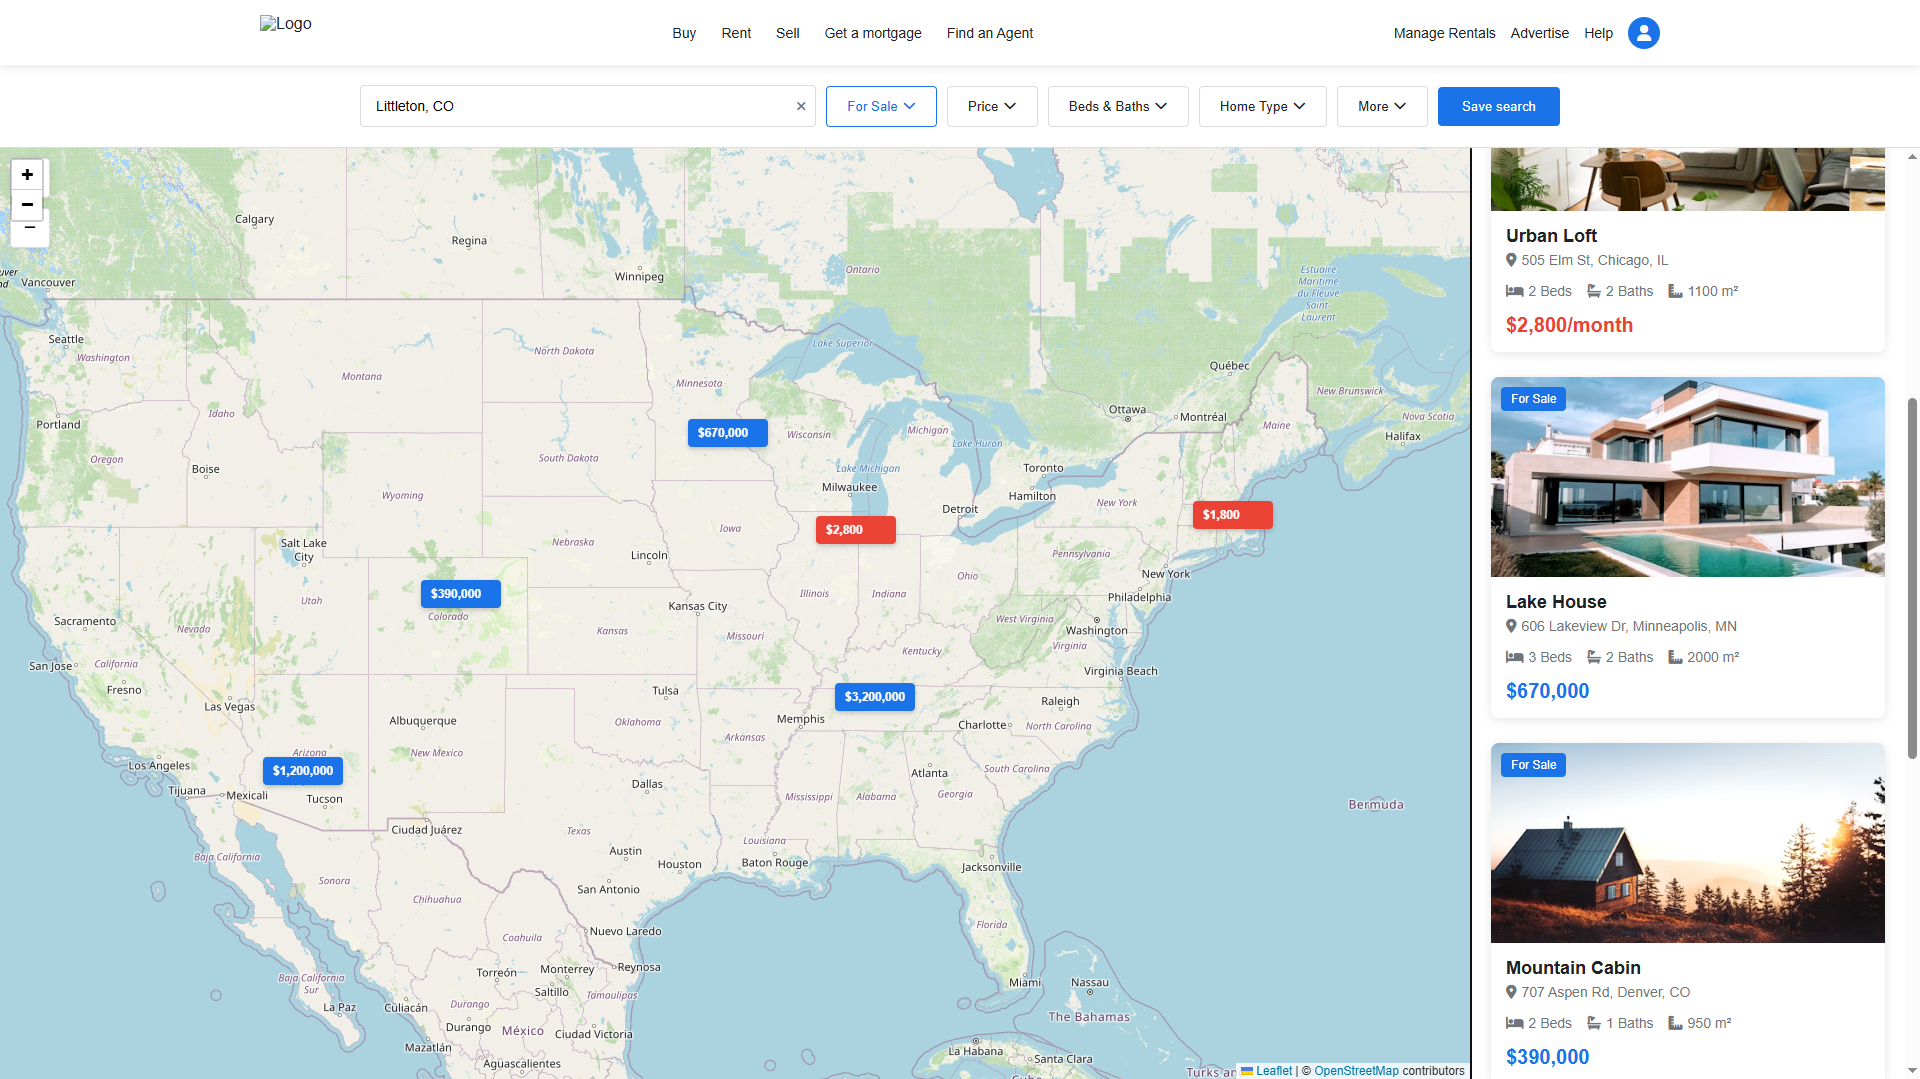 Logo
Buy
Rent
Sell
Get a mortgage
Find an Agent
Manage Rentals
Advertise
Help
Littleton, CO
×
For Sale
Price
Beds & Baths
Home Type
More
Save search
+
−
−
Calgary
Regina
Winnipeg
Ontario
Estuaire
Maritime
du Fleuve
Saint-
Laurent
Vancouver
Seattle
Washington
North Dakota
Minnesota
Lake Superior
Québec
New Brunswick
Montana
Idaho
Portland
Ottawa
Montréal
Maine
Nova Scotia
Halifax
$670,000
Wisconsin
Michigan
Lake Huron
Oregon
Boise
South Dakota
Lake Michigan
Toronto
Milwaukee
Hamilton
Wyoming
New York
Detroit
$1,800
$2,800
Iowa
Salt Lake
City
Nebraska
Lincoln
Pennsylvania
New York
Ohio
$390,000
Illinois
Indiana
Philadelphia
Utah
Colorado
Kansas City
Sacramento
Nevada
Kansas
Missouri
West Virginia
Washington
Virginia
Kentucky
San Jose
California
Fresno
Virginia Beach
Las Vegas
Tulsa
$3,200,000
Raleigh
Albuquerque
Memphis
Charlotte
North Carolina
Oklahoma
Arkansas
Arizona
New Mexico
Los Angeles
$1,200,000
Atlanta
South Carolina
Tijuana
Mexicali
Tucson
Dallas
Mississippi
Alabama
Georgia
Bermuda
Ciudad Juárez
Texas
Louisiana
Austin
Houston
Baton Rouge
Jacksonville
Baja California
Sonora
San Antonio
Chihuahua
Florida
Nuevo Laredo
Coahuila
Baja California
Sur
Torreón
Monterrey
Reynosa
Saltillo
Tamaulipas
Miami
Nassau
La Paz
Culiacán
Durango
The Bahamas
Durango
México
Ciudad Victoria
Mazatlán
Aguascalientes
La Habana
Santa Clara
Leaflet | © OpenStreetMap contributors
Urban Loft
505 Elm St, Chicago, IL
2 Beds 2 Baths 1100 m²
$2,800/month
For Sale
Lake House
606 Lakeview Dr, Minneapolis, MN
3 Beds 2 Baths 2000 m²
$670,000
For Sale
Mountain Cabin
707 Aspen Rd, Denver, CO
2 Beds 1 Baths 950 m²
$390,000